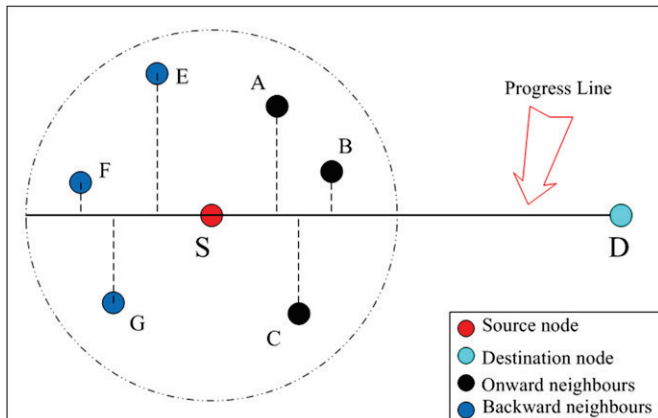 E
A
Progress Line
B
F
S
D
G
C
Source node
Destination node
Onward neighbours
Backward neighbours